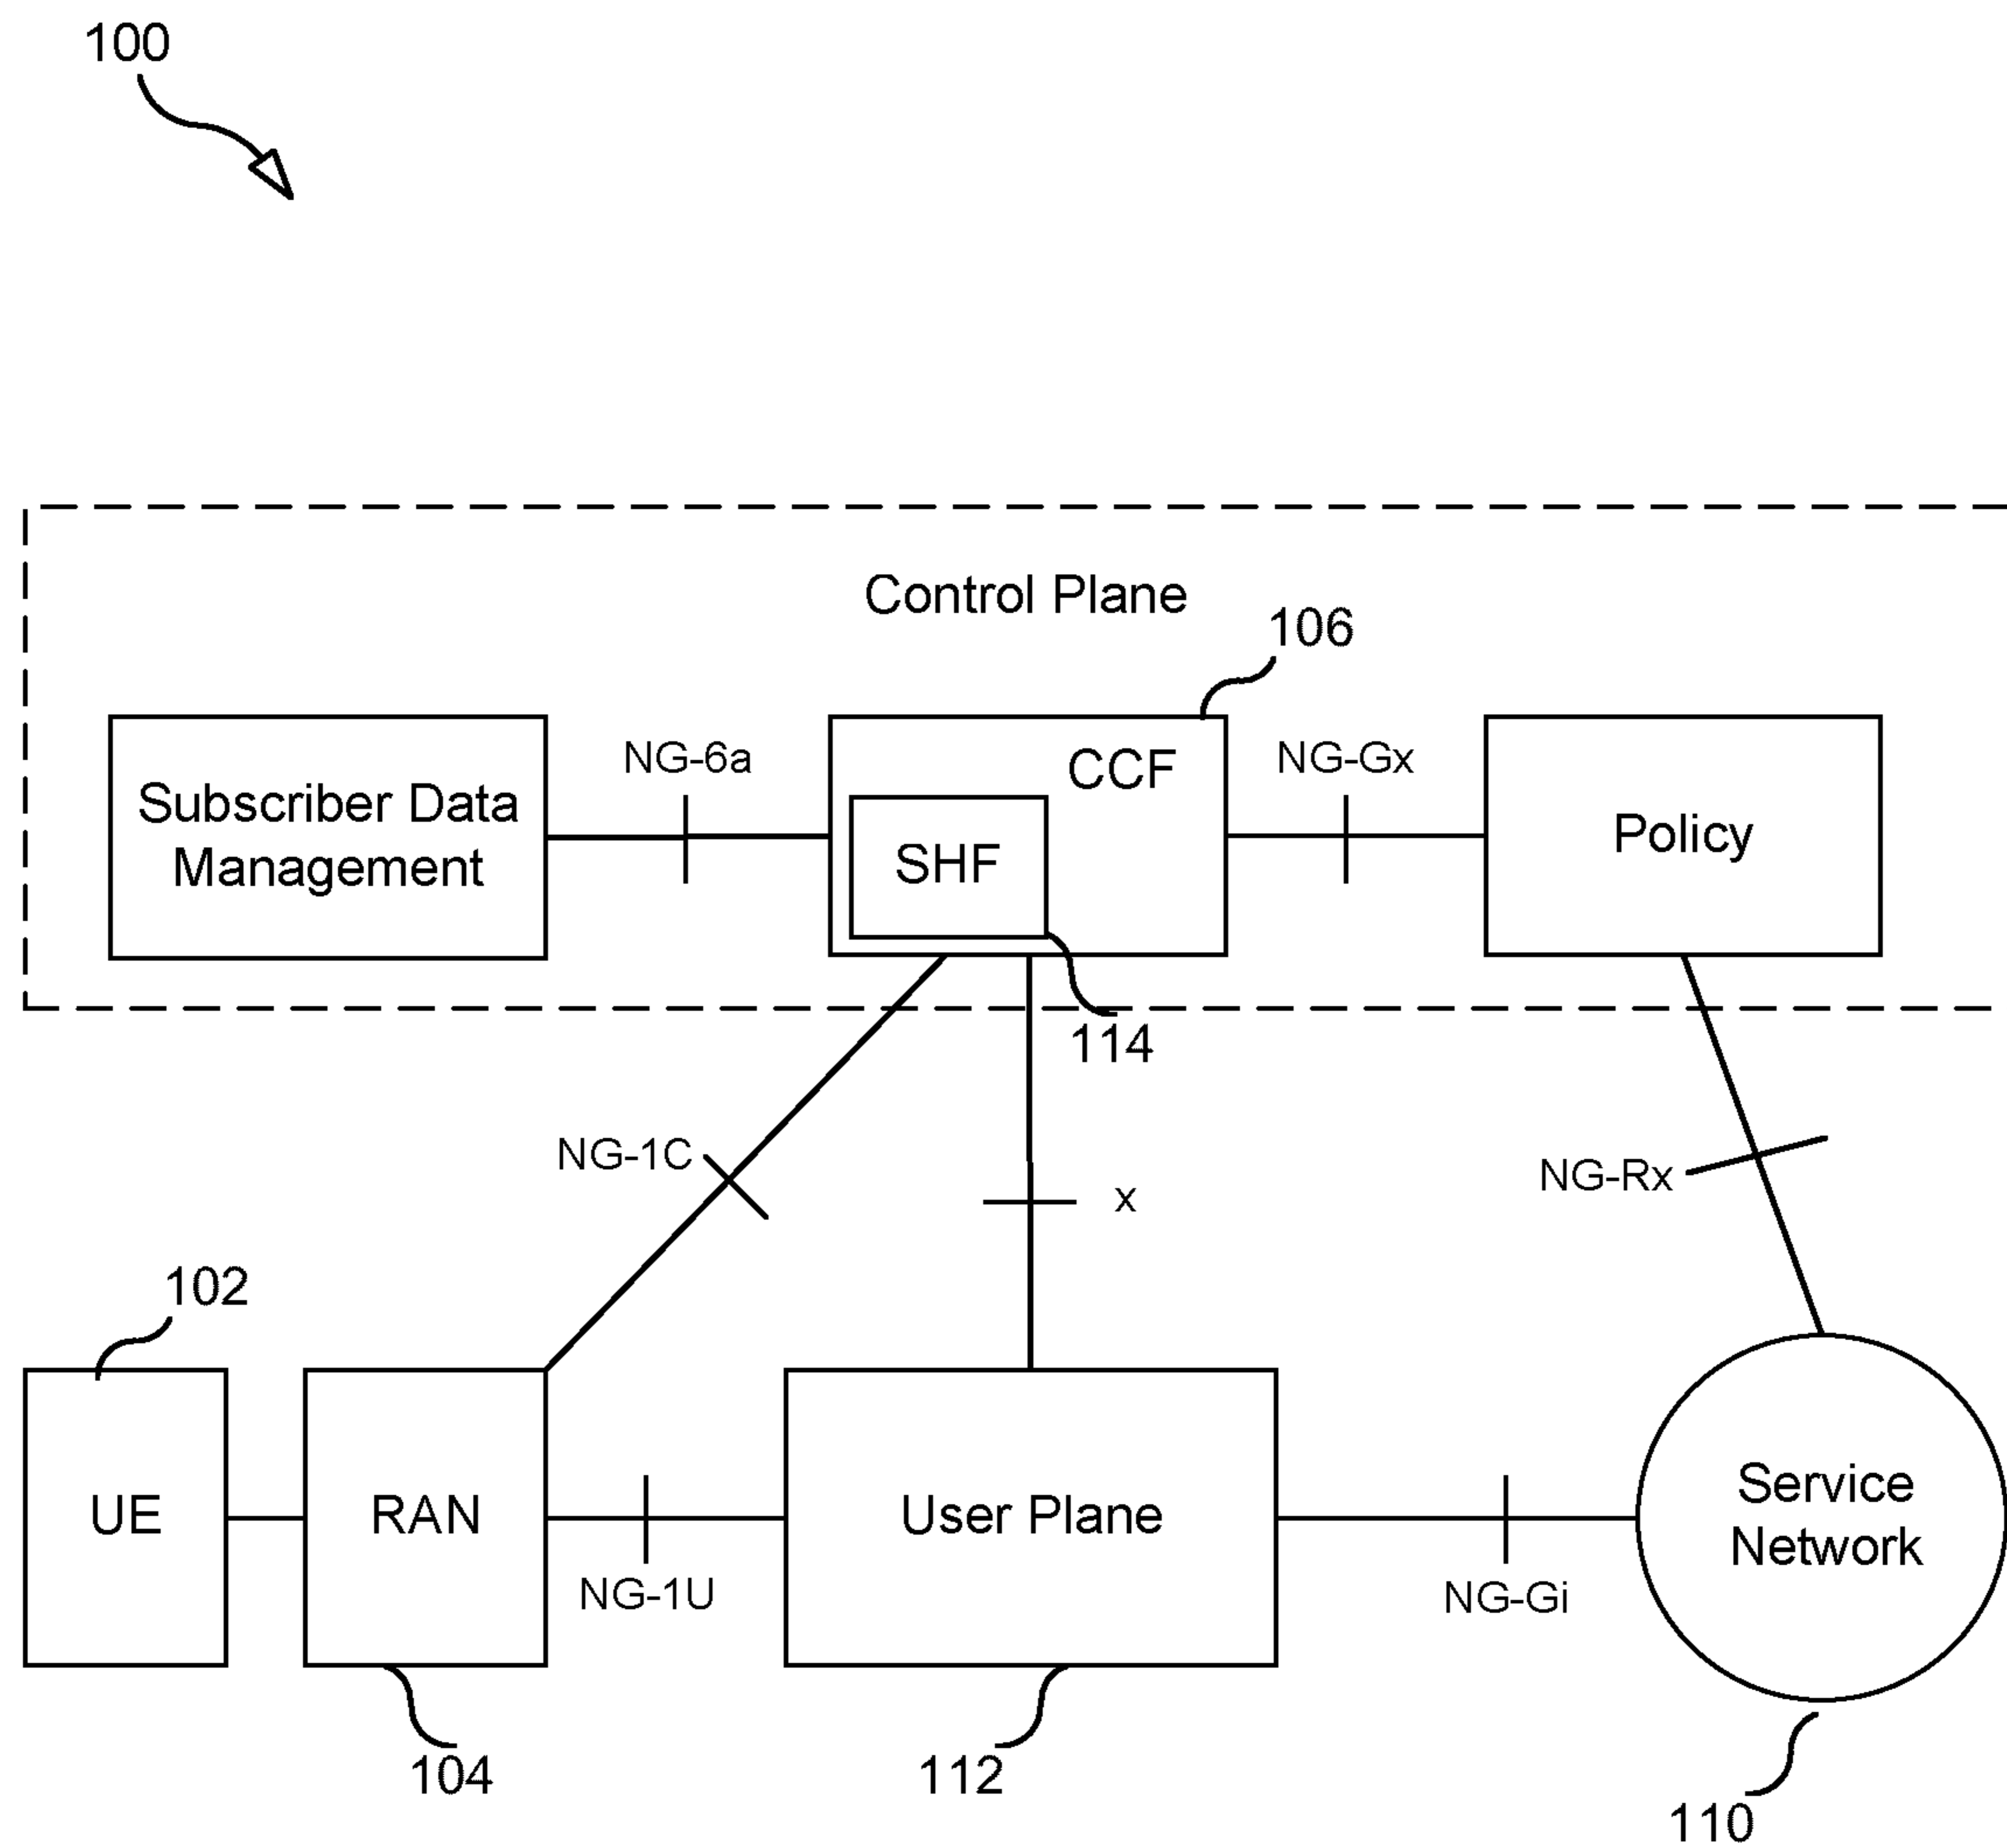 100
Control Plane
106
Subscriber Data
Management
NG-6a
CCF
SHF
NG-Gx
Policy
114
NG-1C
x
NG-Rx
102
UE
RAN
NG-1U
User Plane
NG-Gi
Service
Network
104
112
110